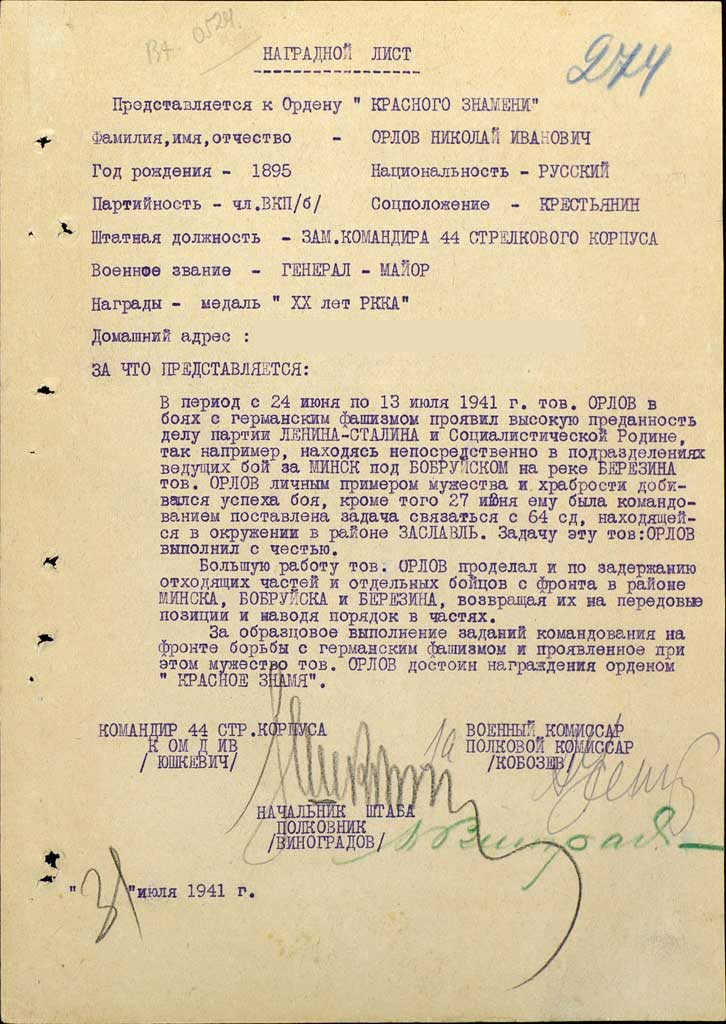 0524.
274
НАГРАДНОЙ ЛИСТ
Представляется к Ордену " КРАСНОГО ЗНАМЕНИ"
Фамилия,имя,отчество - ОРЛОВ НИКОЛАЙ ИВАНОВИЧ
Год рождения - 1895 Национальность - РУССКИЙ
Партийность - чл.ВКП/б/ Соцположение - КРЕСТЬЯНИН
Штатная должность - ЗАМ.КОМАНДИРА 44 СТРЕЛКОВОГО КОРПУСА
Военное звание - ГЕНЕРАЛ - МАЙОР
Награды - медаль " XX лет РККА"
Домашний адрес :
ЗА ЧТО ПРЕДСТАВЛЯЕТСЯ:
В период с 24 июня по 13 июля 1941 г. тов. ОРЛОВ в
боях с германским фашизмом проявил высокую преданность
делу партии ЛЕНИНА-СТАЛИНА и Социалистической Родине,
так например, находясь непосредственно в подразделениях
ведущих бой за МИНСК под БОБРУЙСКОМ на реке БЕРЕЗИНА
тов. ОРЛОВ личным примером мужества и храбрости доби-
вался успеха боя, кроме того 27 июня ему была командо-
ванием поставлена задача связаться с 64 сд, находящей-
ся в окружении в районе ЗАСЛАВЛЬ. Задачу эту тов:ОРЛОВ
выполнил с честью.
Большую работу тов. ОРЛОВ проделал и по задержанию
отходящих частей и отдельных бойцов с фронта в районе
МИНСКА, БОБРУЙСКА и БЕРЕЗИНА, возвращая их на передовые
позиции и наводя порядок в частях.
За образцовое выполнение заданий командования на
фронте борьбы с германским фашизмом и проявленное при
этом мужество тов. ОРЛОВ достоин награждения орденом
" КРАСНОЕ ЗНАМЯ".
КОМАНДИР 44 СТР.КОРПУСА ВОЕННЫЙ КОМИССАР
КОМДИВ ПОЛКОВОЙ КОМИССАР
/ ЮШКЕВИЧ/ /КОБОЗЕВ/
НАЧАЛЬНИК ШТАБА
ПОЛКОВНИК
/ВИНОГРАДОВ/
"31"июля 1941 г.